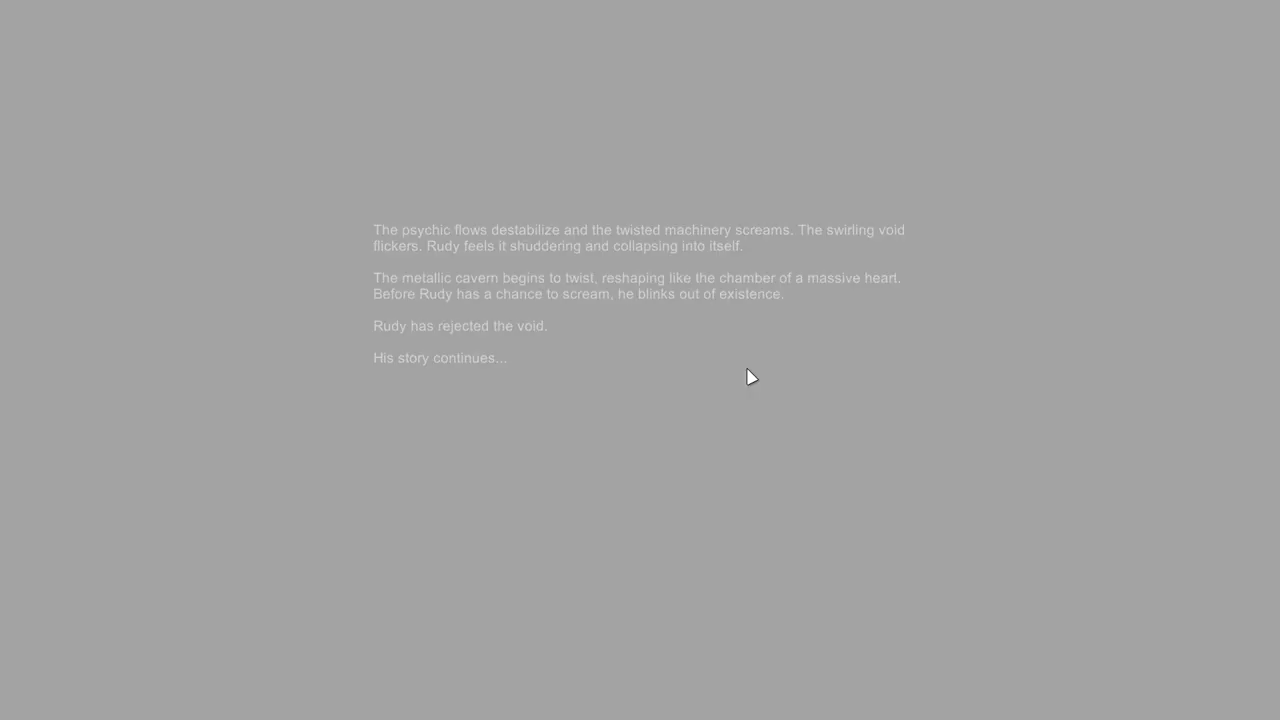 The psychic flows destabilize and the twisted machinery screams. The swirling void
flickers. Rudy feels it shuddering and collapsing into itself.
The metallic cavern begins to twist, reshaping like the chamber of a massive heart.
Before Rudy has a chance to scream, he blinks out of existence.
Rudy has rejected the void.
His story continues...